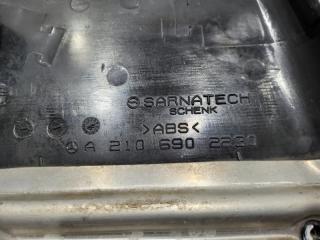 SARNATECH
SCHENK
>ABS<
A 210 690 2230